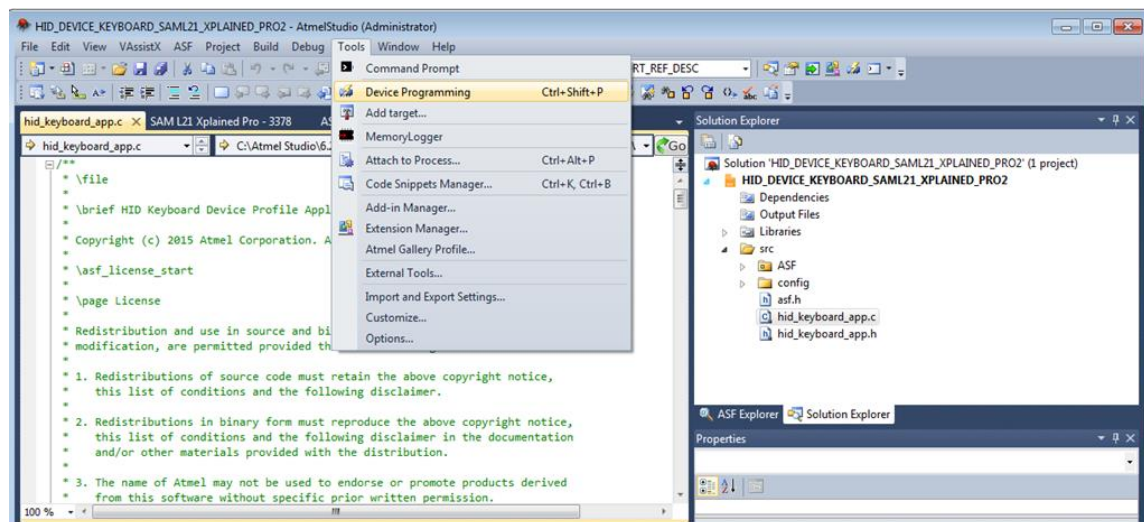 HID_DEVICE_KEYBOARD_SAML21_XPLAINED_PRO2 - AtmelStudio (Administrator)
File Edit View VAssistX ASF Project Build Debug Tools Window Help
RT_REF_DESC
hid_keyboard_app.c SAM L21 Xplained Pro - 3378 AS
hid_keyboard_app.c C:\Atmel Studio\6. Go
/**
* \file
*
* \brief HID Keyboard Device Profile Appl
*
* Copyright (c) 2015 Atmel Corporation. A
*
* \asf_license_start
*
* \page License
*
* Redistribution and use in source and bi
* modification, are permitted provided th
*
* 1. Redistributions of source code must retain the above copyright notice,
* this list of conditions and the following disclaimer.
*
* 2. Redistributions in binary form must reproduce the above copyright notice,
* this list of conditions and the following disclaimer in the documentation
* and/or other materials provided with the distribution.
*
* 3. The name of Atmel may not be used to endorse or promote products derived
* from this software without specific prior written permission.
100 %
Command Prompt
Device Programming Ctrl+Shift+P
Add target...
MemoryLogger
Attach to Process... Ctrl+Alt+P
Code Snippets Manager... Ctrl+K, Ctrl+B
Add-in Manager...
Extension Manager...
Atmel Gallery Profile...
External Tools...
Import and Export Settings...
Customize...
Options...
Solution Explorer
Solution 'HID_DEVICE_KEYBOARD_SAML21_XPLAINED_PRO2' (1 project)
HID_DEVICE_KEYBOARD_SAML21_XPLAINED_PRO2
Dependencies
Output Files
Libraries
src
ASF
config
asf.h
hid_keyboard_app.c
hid_keyboard_app.h
ASF Explorer Solution Explorer
Properties